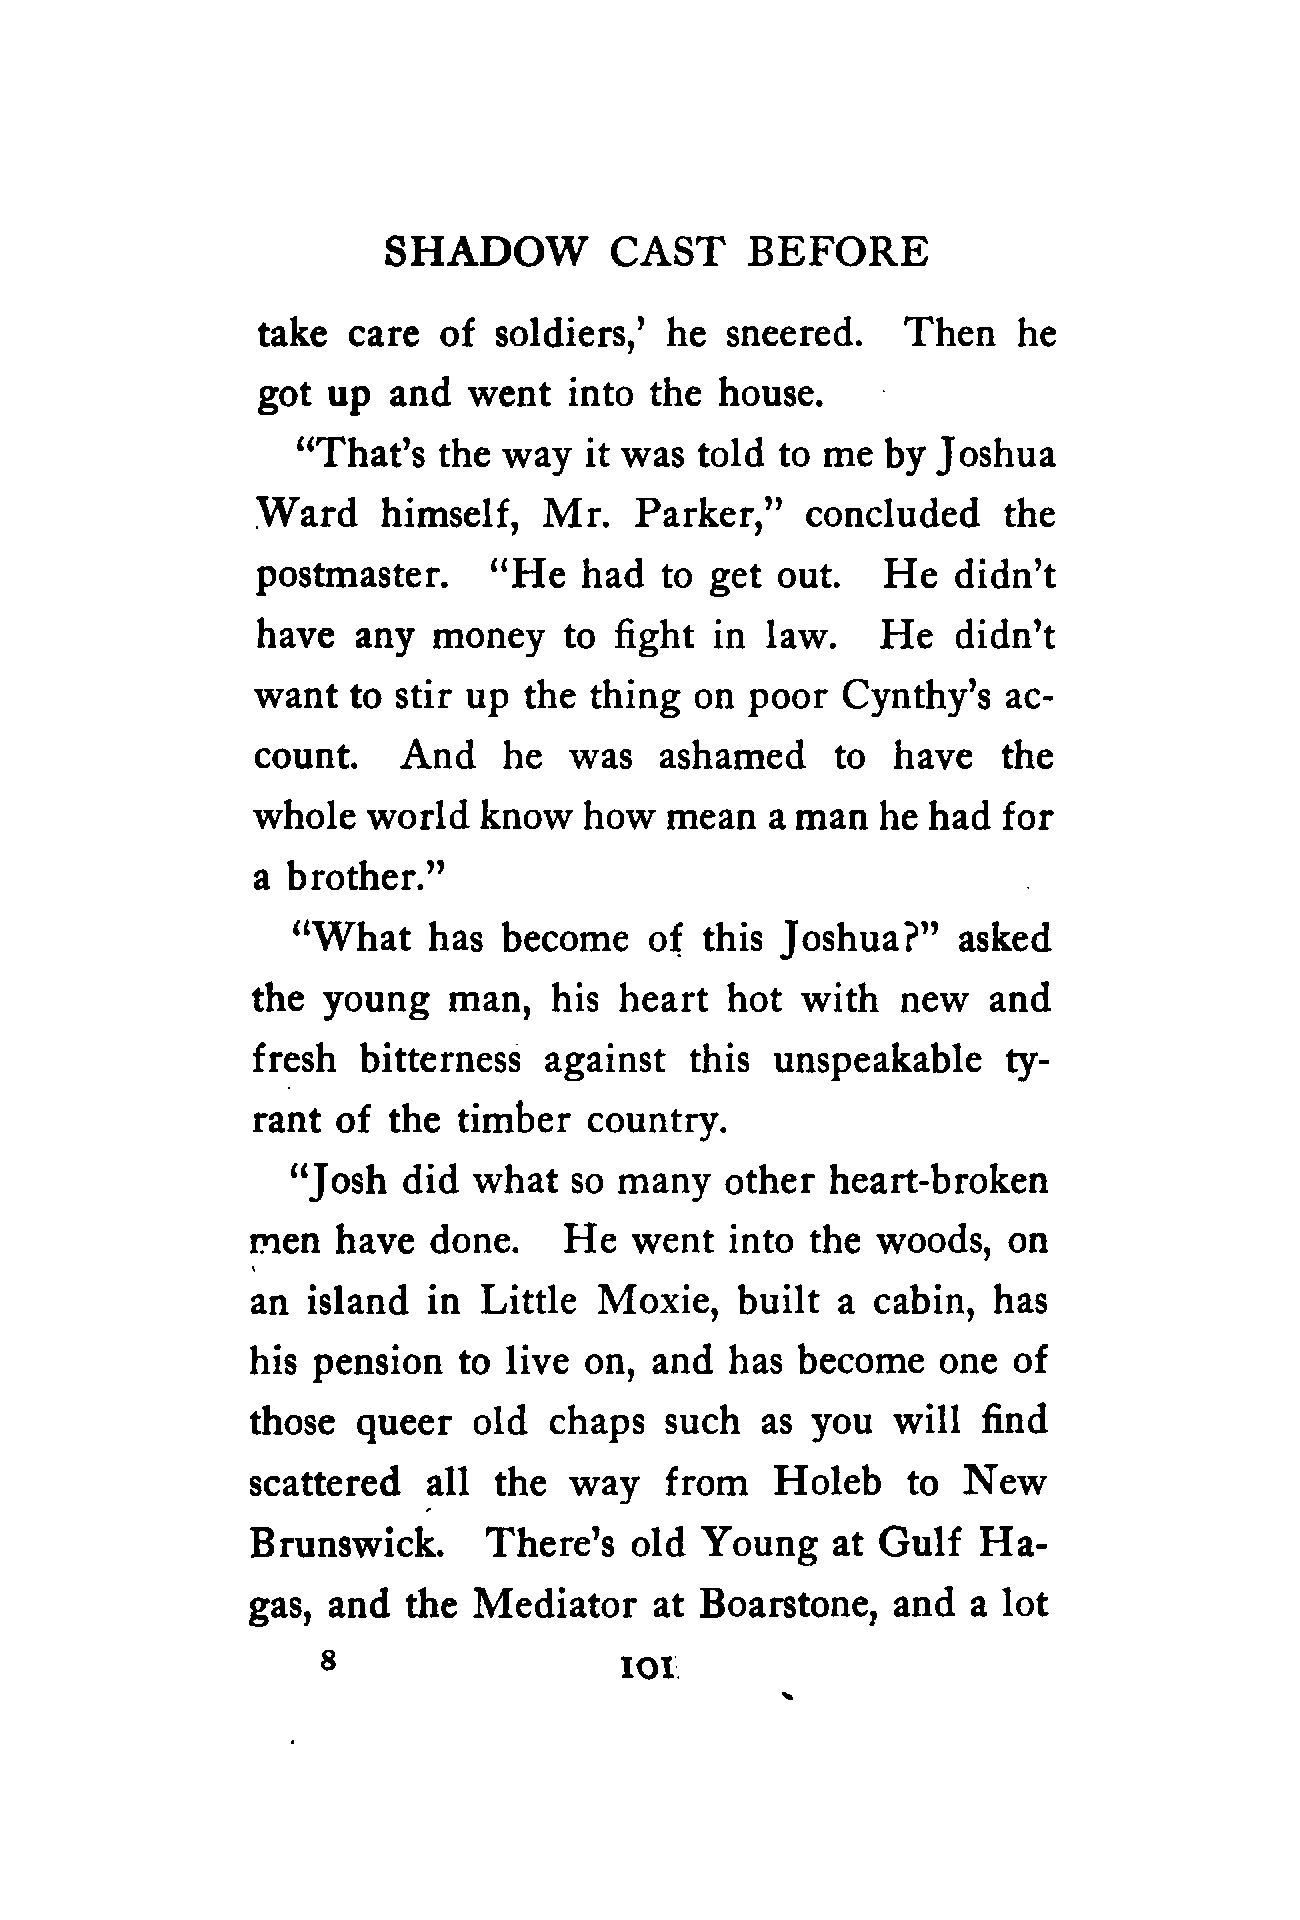 SHADOW CAST BEFORE
take care of soldiers,’ he sneered. Then he
got up and went into the house.
“That’s the way it was told to me by Joshua
Ward himself, Mr. Parker,” concluded the
postmaster. “He had to get out. He didn’t
have any money to fight in law. He didn’t
want to stir up the thing on poor Cynthy’s ac-
count. And he was ashamed to have the
whole world know how mean a man he had for
a brother.”
“What has become of this Joshua?” asked
the young man, his heart hot with new and
fresh bitterness against this unspeakable ty-
rant of the timber country.
“Josh did what so many other heart-broken
men have done. He went into the woods, on
an island in Little Moxie, built a cabin, has
his pension to live on, and has become one of
those queer old chaps such as you will find
scattered all the way from Holeb to New
Brunswick. There’s old Young at Gulf Ha-
gas, and the Mediator at Boarstone, and a lot
8 101